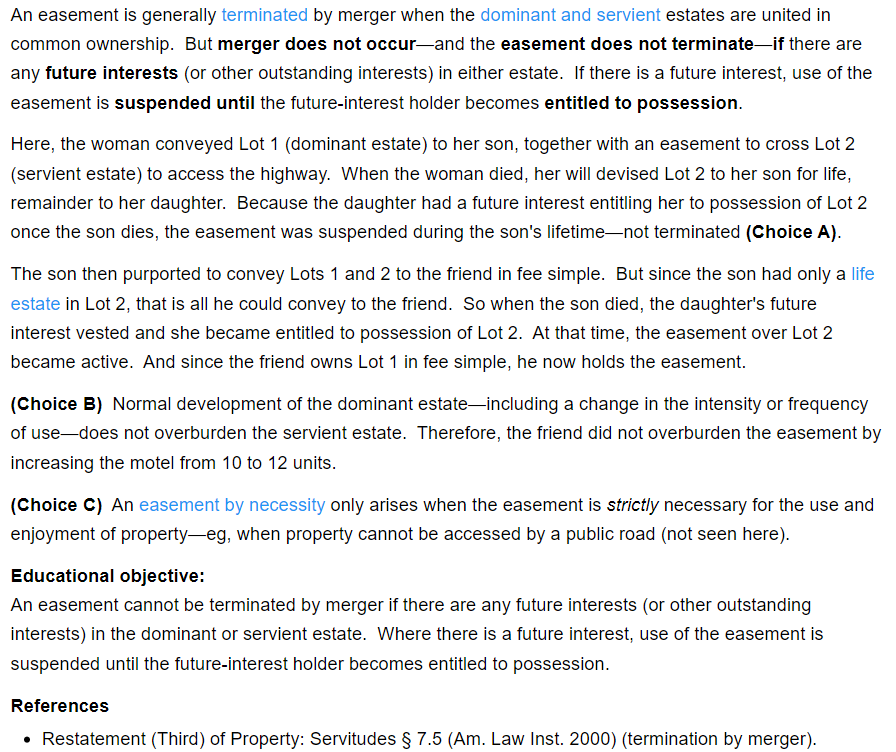 An easement is generally terminated by merger when the dominant and servient estates are united in
common ownership.  But merger does not occur—and the easement does not terminate—if there are
any future interests (or other outstanding interests) in either estate.  If there is a future interest, use of the
easement is suspended until the future-interest holder becomes entitled to possession.
Here, the woman conveyed Lot 1 (dominant estate) to her son, together with an easement to cross Lot 2
(servient estate) to access the highway.  When the woman died, her will devised Lot 2 to her son for life,
remainder to her daughter.  Because the daughter had a future interest entitling her to possession of Lot 2
once the son dies, the easement was suspended during the son's lifetime—not terminated (Choice A).
The son then purported to convey Lots 1 and 2 to the friend in fee simple.  But since the son had only a life
estate in Lot 2, that is all he could convey to the friend.  So when the son died, the daughter's future
interest vested and she became entitled to possession of Lot 2.  At that time, the easement over Lot 2
became active.  And since the friend owns Lot 1 in fee simple, he now holds the easement.
(Choice B)  Normal development of the dominant estate—including a change in the intensity or frequency
of use—does not overburden the servient estate.  Therefore, the friend did not overburden the easement by
increasing the motel from 10 to 12 units.
(Choice C)  An easement by necessity only arises when the easement is strictly necessary for the use and
enjoyment of property—eg, when property cannot be accessed by a public road (not seen here).
Educational objective:
An easement cannot be terminated by merger if there are any future interests (or other outstanding
interests) in the dominant or servient estate.  Where there is a future interest, use of the easement is
suspended until the future-interest holder becomes entitled to possession.
References
• Restatement (Third) of Property: Servitudes § 7.5 (Am. Law Inst. 2000) (termination by merger).